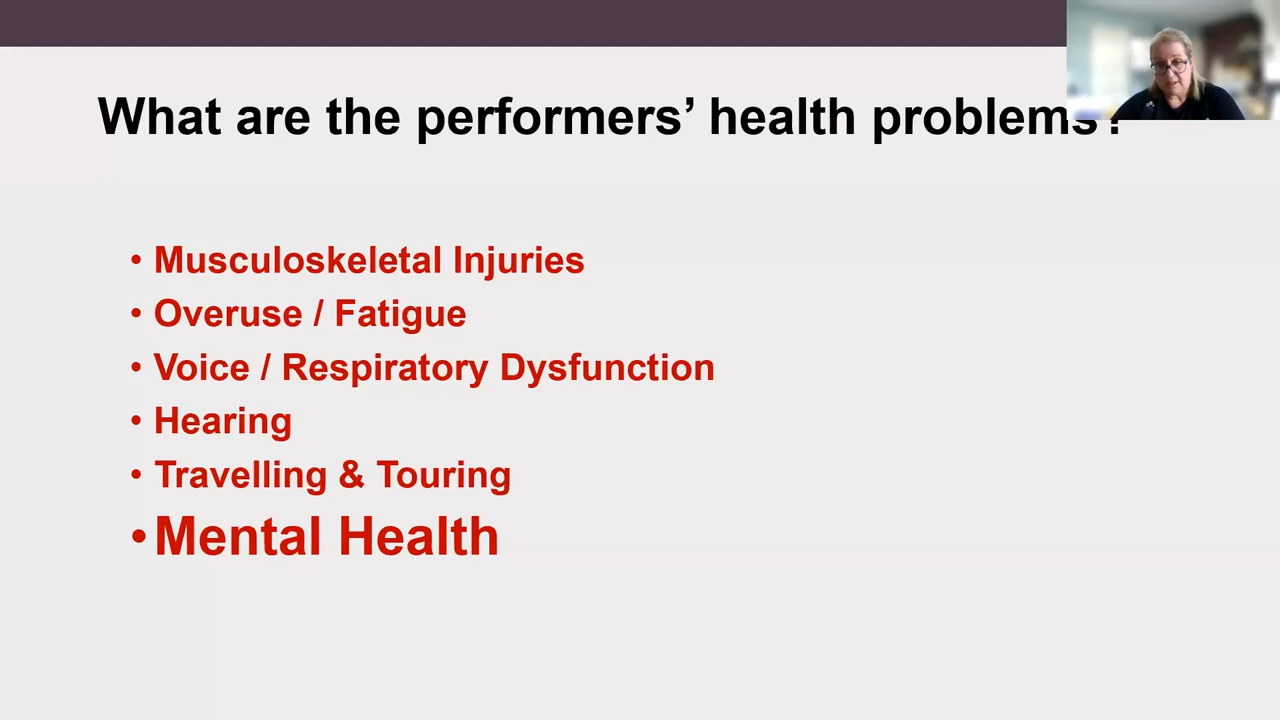 What are the performers’ health problems?
• Musculoskeletal Injuries
• Overuse / Fatigue
• Voice / Respiratory Dysfunction
• Hearing
• Travelling & Touring
• Mental Health